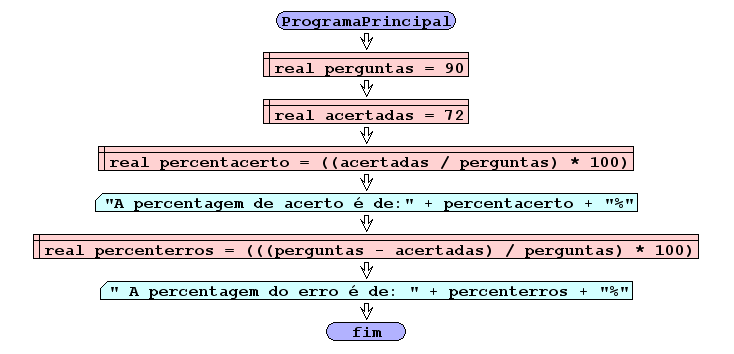 ProgramaPrincipal
real perguntas = 90
real acertadas = 72
real percentacerto = ((acertadas / perguntas) * 100)
"A percentagem de acerto é de:" + percentacerto + "%"
real percenterros = (((perguntas - acertadas) / perguntas) * 100)
" A percentagem do erro é de: " + percenterros + "%"
fim